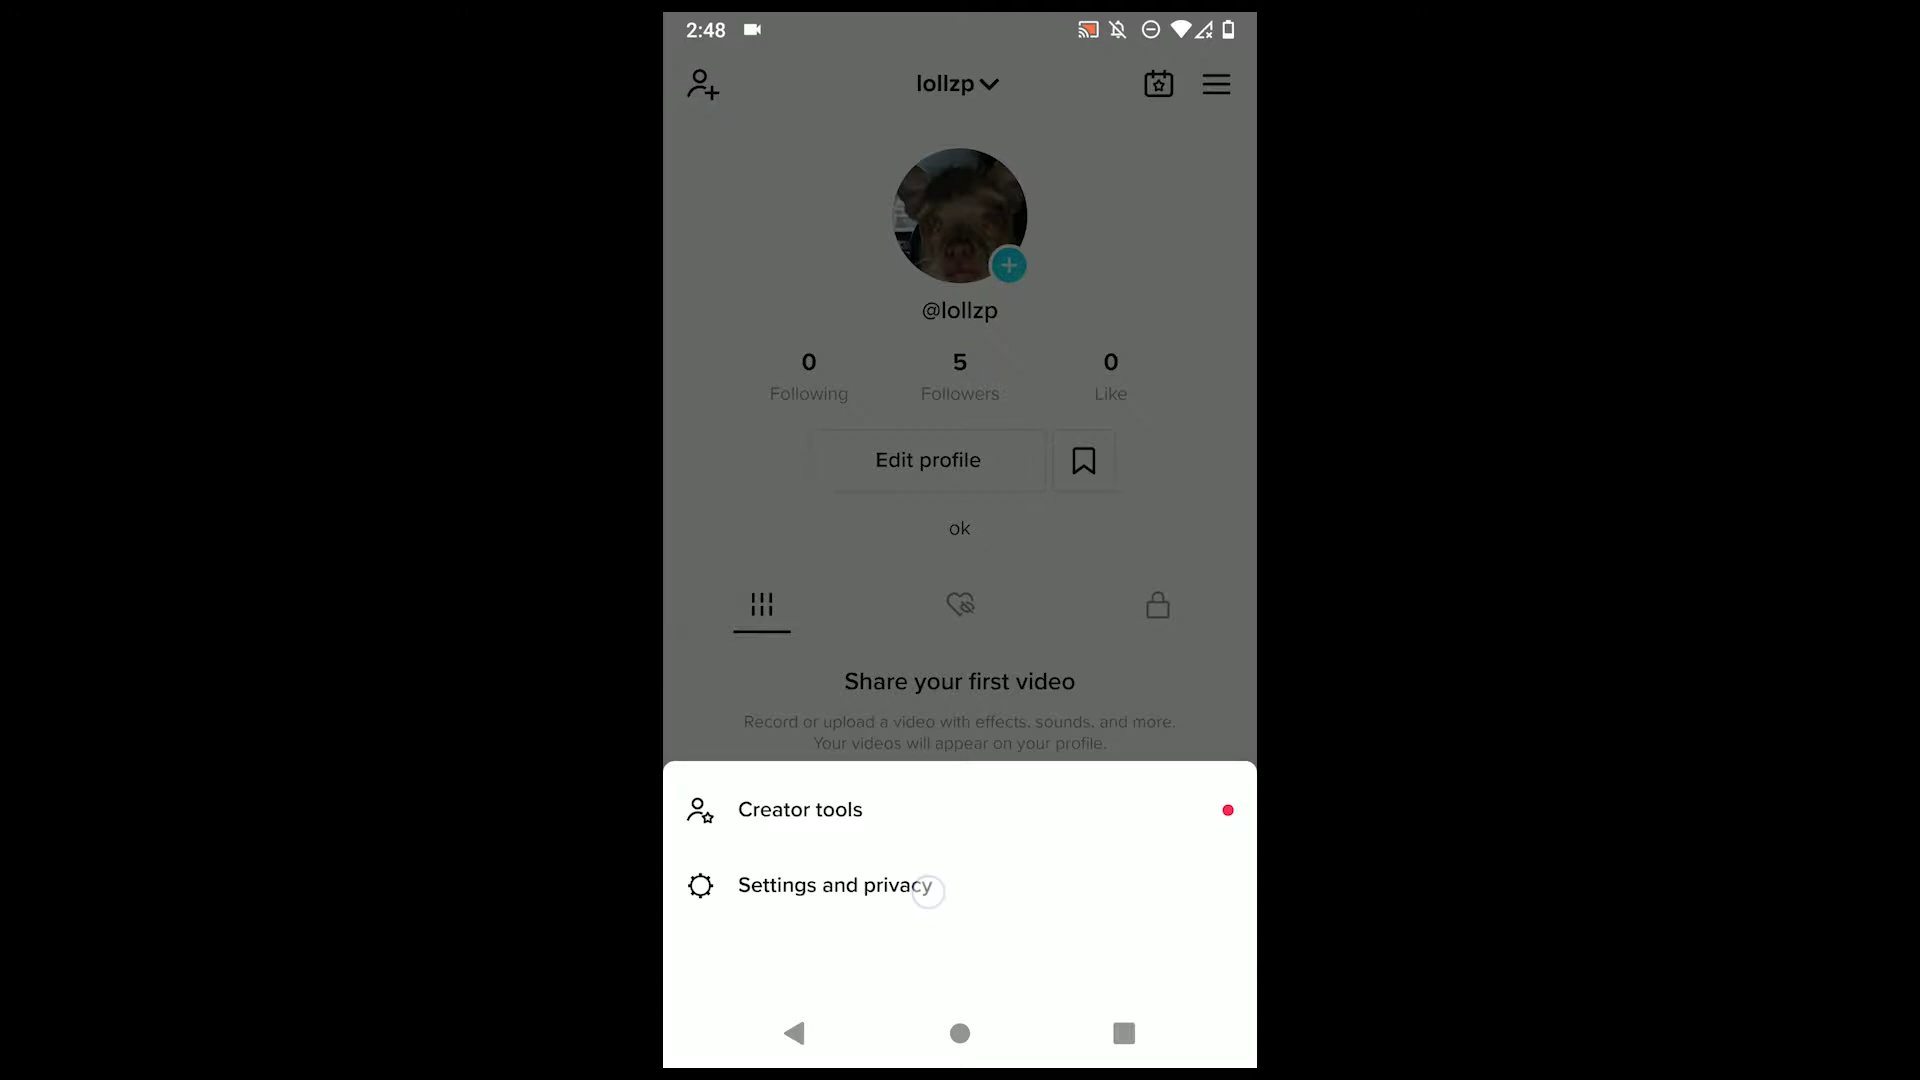 2:48
lollzp
@lollzp
0 5 0
Following Followers Like
Edit profile
ok
Share your first video
Record or upload a video with effects, sounds, and more.
Your videos will appear on your profile.
Creator tools
Settings and privacy